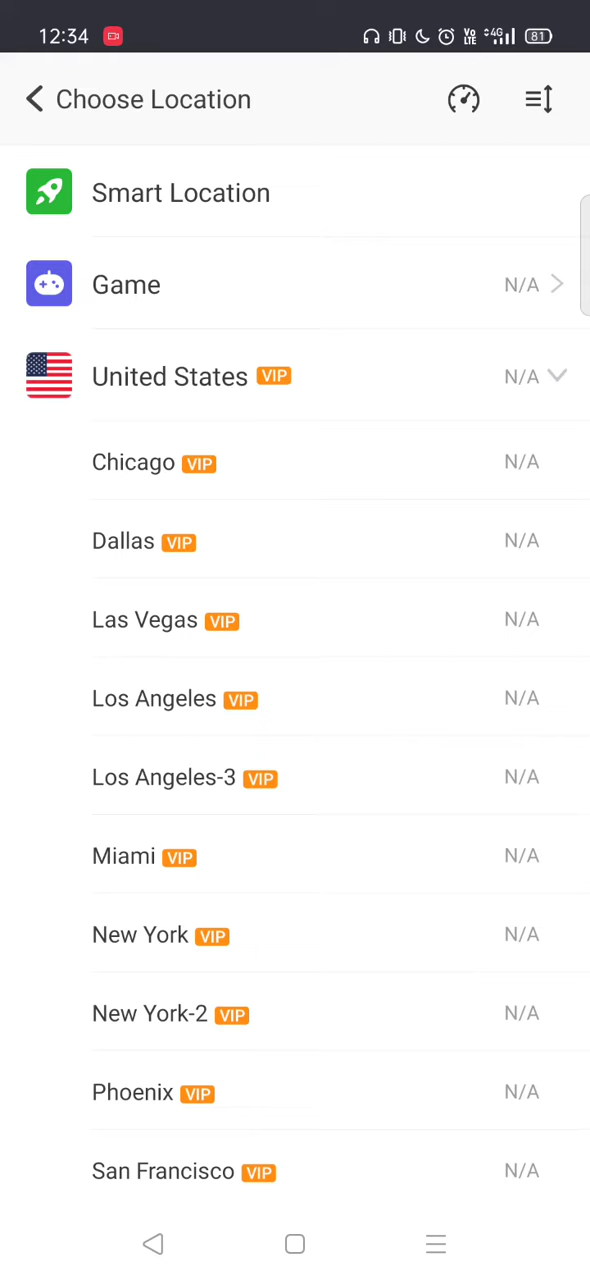 12:34 VoLTE 4G 81
Choose Location
Smart Location
Game N/A
United States VIP N/A
Chicago VIP N/A
Dallas VIP N/A
Las Vegas VIP N/A
Los Angeles VIP N/A
Los Angeles-3 VIP N/A
Miami VIP N/A
New York VIP N/A
New York-2 VIP N/A
Phoenix VIP N/A
San Francisco VIP N/A